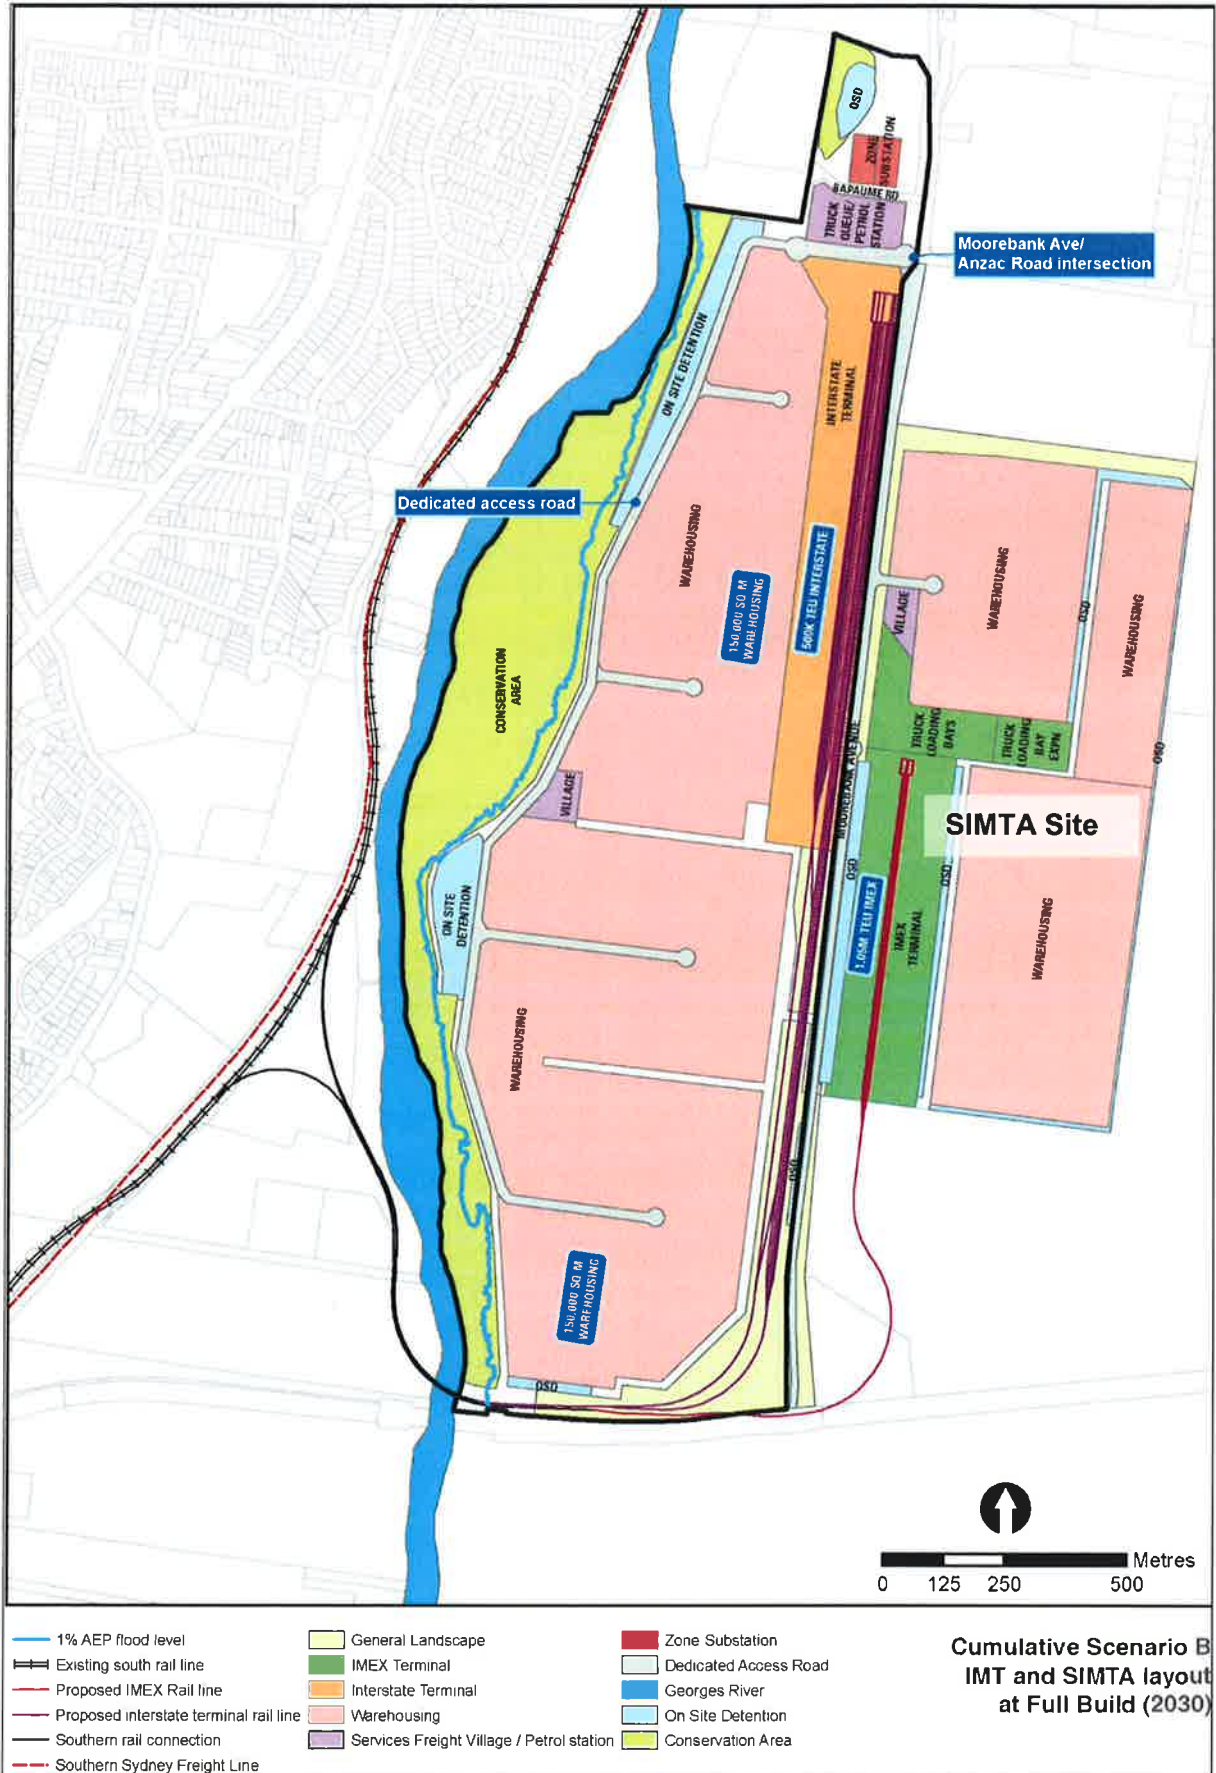 OSD
ZONE
SUBSTATION
BAPAUME RD
TRUCK
QUEUE/
PETROL
STATION
Moorebank Ave/
Anzac Road intersection
ON SITE DETENTION
INTERSTATE
TERMINAL
Dedicated access road
WAREHOUSING
150,000 SQ M
WAREHOUSING
500K TEU INTERSTATE
WAREHOUSING
VILLAGE
OSD
WAREHOUSING
CONSERVATION
AREA
TRUCK
LOADING
BAYS
TRUCK
LOADING
BAY
EXPN
OSD
MOOREBANK AVENUE
VILLAGE
SIMTA Site
OSD
OSD
1.05M TEU IMEX
IMEX
TERMINAL
WAREHOUSING
ON SITE
DETENTION
WAREHOUSING
OSD
150,000 SQ M
WAREHOUSING
OSD
Metres
0 125 250 500
1% AEP flood level
Existing south rail line
Proposed IMEX Rail line
Proposed interstate terminal rail line
Southern rail connection
Southern Sydney Freight Line
General Landscape
IMEX Terminal
Interstate Terminal
Warehousing
Services Freight Village / Petrol station
Zone Substation
Dedicated Access Road
Georges River
On Site Detention
Conservation Area
Cumulative Scenario B
IMT and SIMTA layout
at Full Build (2030)